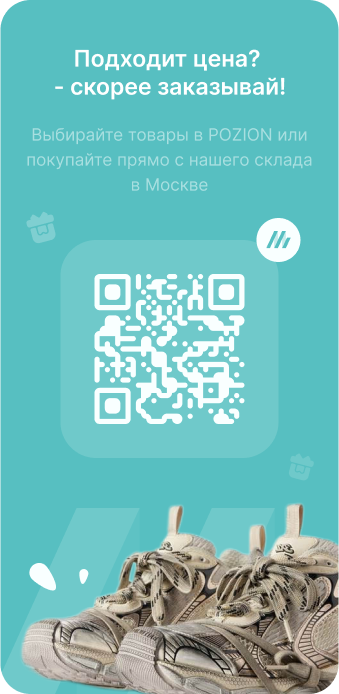 Подходит цена?
- скорее заказывай!
Выбирайте товары в POZION или
покупайте прямо с нашего склада
в Москве